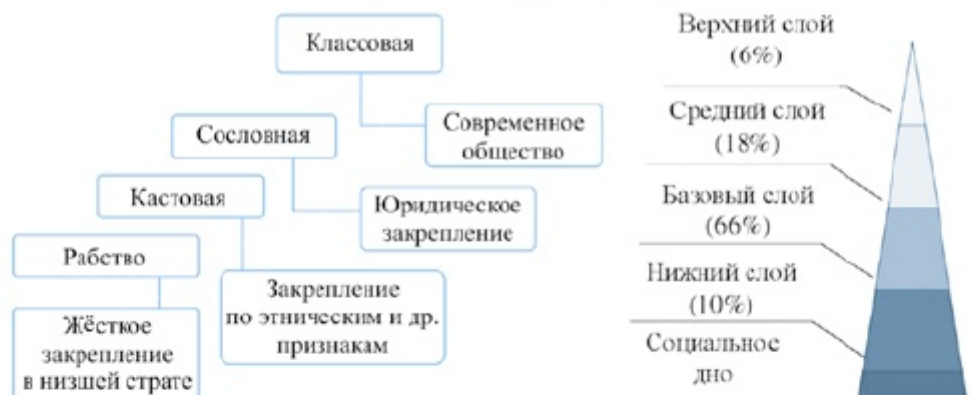 Классовая
Современное
общество
Сословная
Юридическое
закрепление
Кастовая
Закрепление
по этническим и др.
признакам
Рабство
Жёсткое
закрепление
в низшей страте
Верхний слой
(6%)
Средний слой
(18%)
Базовый слой
(66%)
Нижний слой
(10%)
Социальное
дно